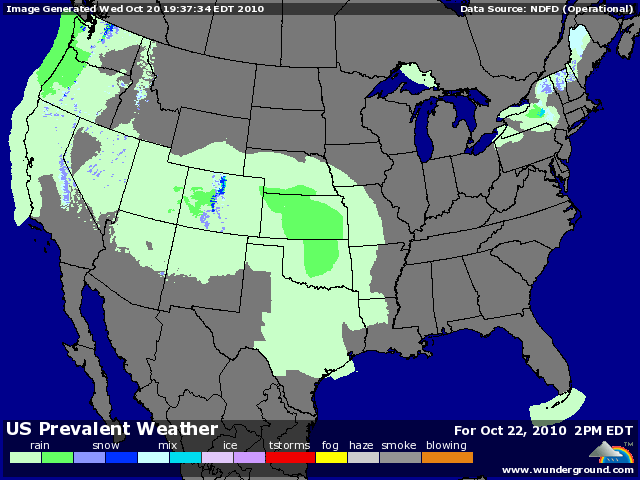 Image Generated Wed Oct 20 19:37:34 EDT 2010 Data Source: NDFD (Operational)
US Prevalent Weather For Oct 22, 2010 2PM EDT
rain snow mix ice tstorms fog haze smoke blowing
www.wunderground.com